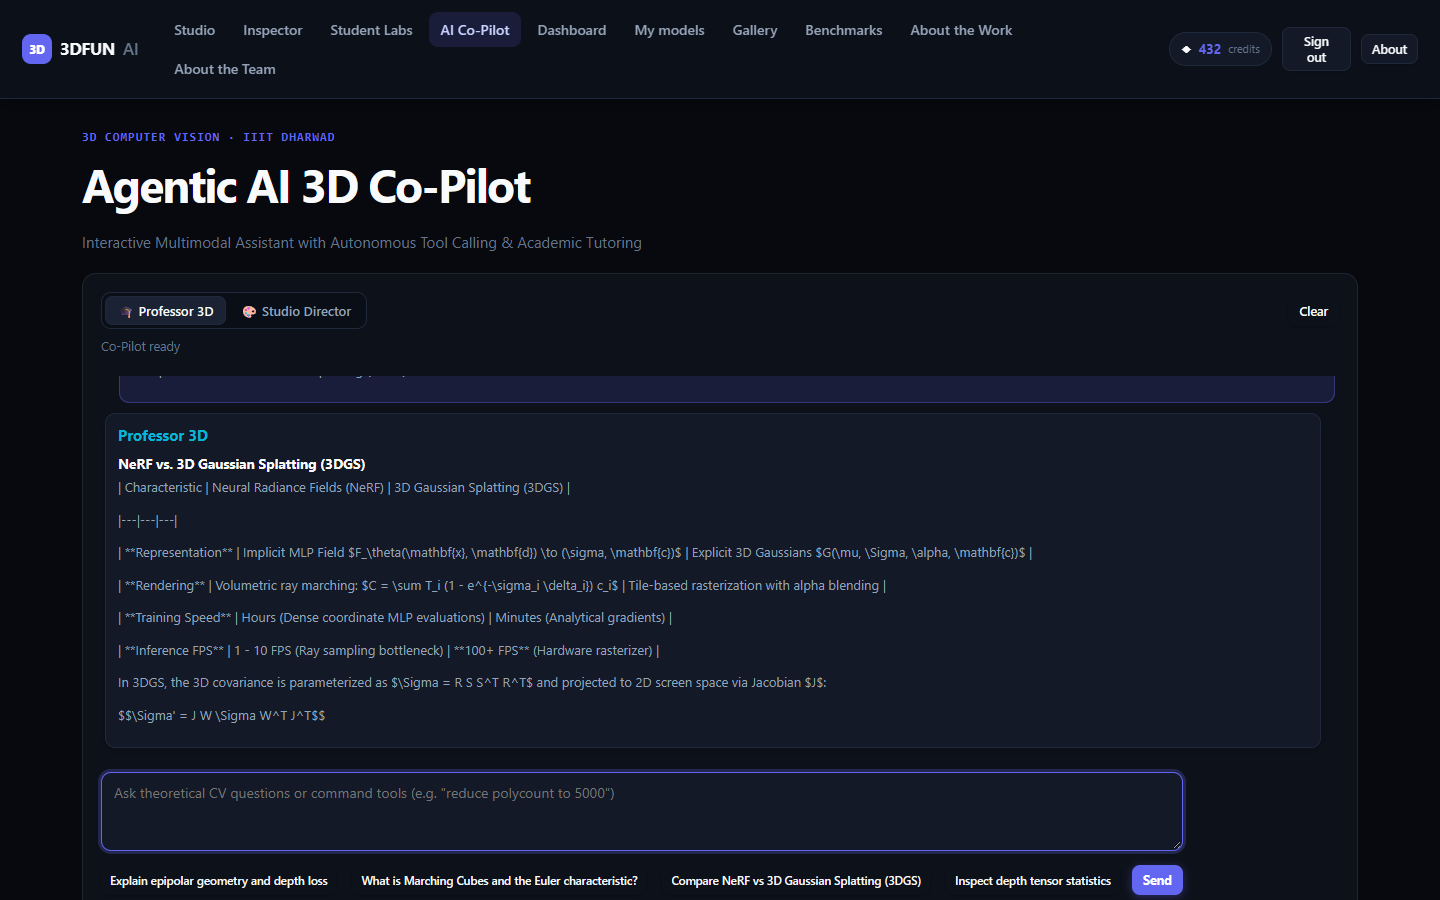 3D 3DFUN AI
Studio Inspector Student Labs AI Co-Pilot Dashboard My models Gallery Benchmarks About the Work
About the Team
432 credits
Sign out
About
3D COMPUTER VISION · IIIT DHARWAD
Agentic AI 3D Co-Pilot
Interactive Multimodal Assistant with Autonomous Tool Calling & Academic Tutoring
Professor 3D Studio Director Clear
Co-Pilot ready
Professor 3D
NeRF vs. 3D Gaussian Splatting (3DGS)
| Characteristic | Neural Radiance Fields (NeRF) | 3D Gaussian Splatting (3DGS) |
|---|---|---|
| **Representation** | Implicit MLP Field $F_\theta(\mathbf{x}, \mathbf{d}) \to (\sigma, \mathbf{c})$ | Explicit 3D Gaussians $G(\mu, \Sigma, \alpha, \mathbf{c})$ |
| **Rendering** | Volumetric ray marching: $C = \sum T_i (1 - e^{-\sigma_i \delta_i}) c_i$ | Tile-based rasterization with alpha blending |
| **Training Speed** | Hours (Dense coordinate MLP evaluations) | Minutes (Analytical gradients) |
| **Inference FPS** | 1 - 10 FPS (Ray sampling bottleneck) | **100+ FPS** (Hardware rasterizer) |
In 3DGS, the 3D covariance is parameterized as $\Sigma = R S S^T R^T$ and projected to 2D screen space via Jacobian $J$:
$$\Sigma' = J W \Sigma W^T J^T$$
Ask theoretical CV questions or command tools (e.g. "reduce polycount to 5000")
Explain epipolar geometry and depth loss What is Marching Cubes and the Euler characteristic? Compare NeRF vs 3D Gaussian Splatting (3DGS) Inspect depth tensor statistics Send